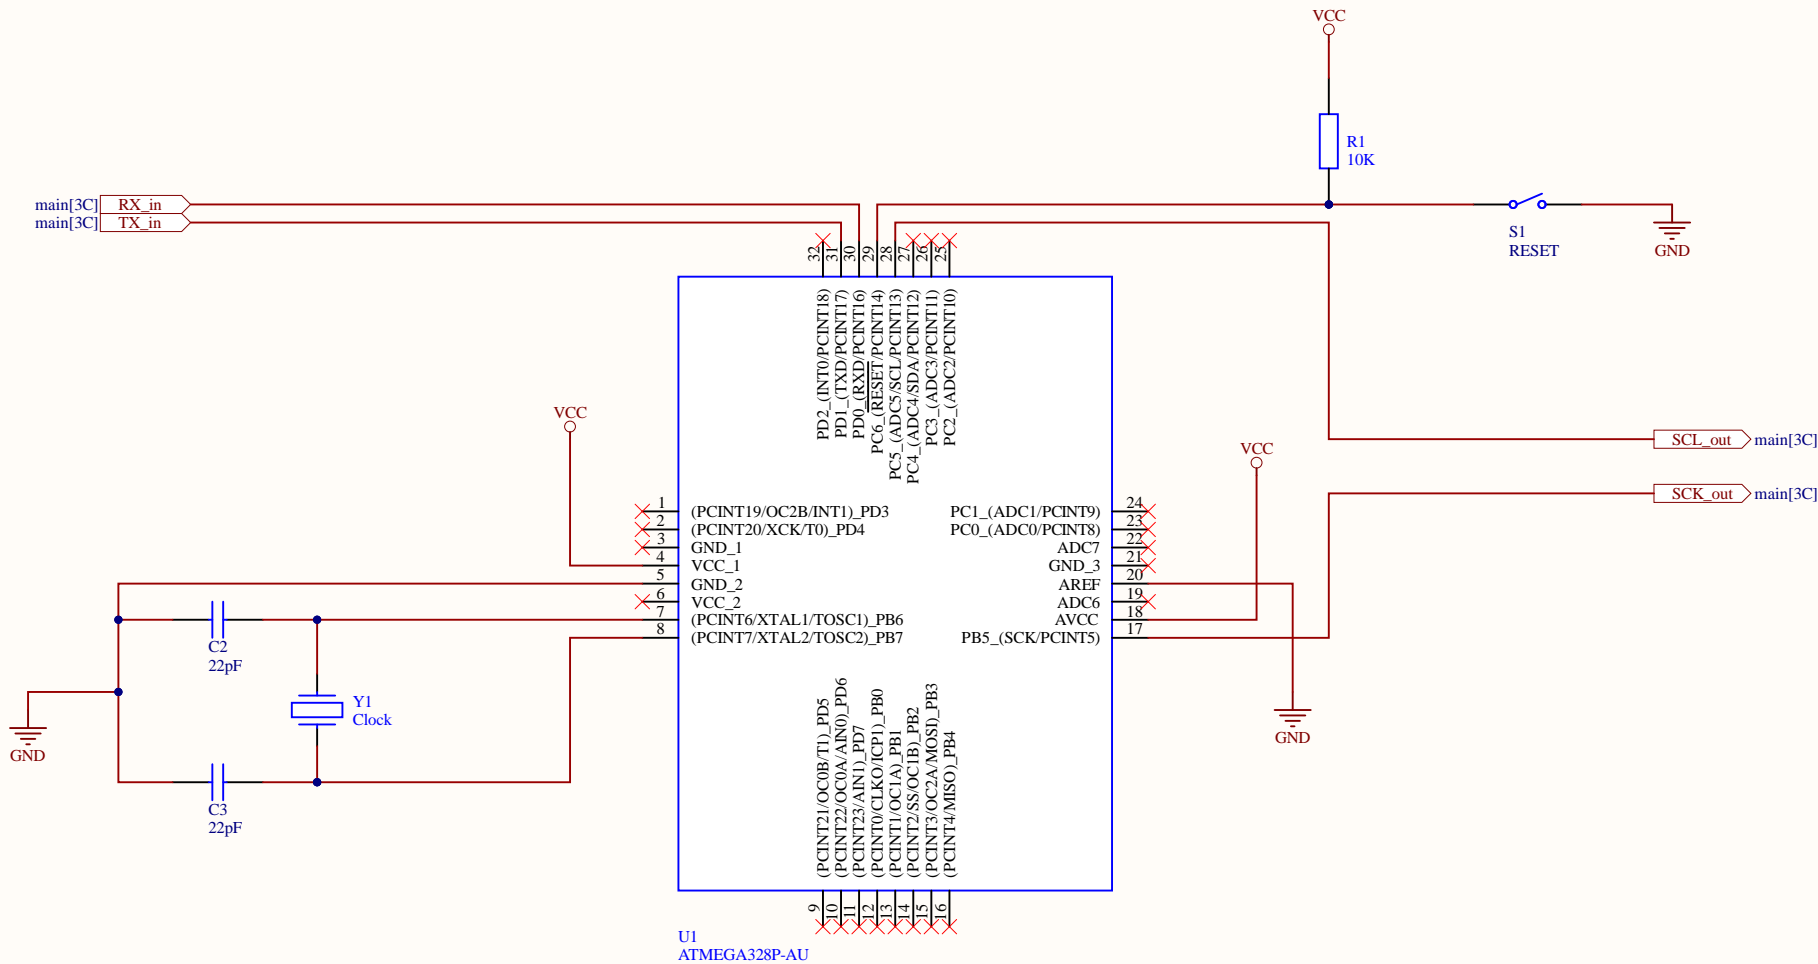 VCC
R1
10K
main[3C] RX_in
main[3C] TX_in
S1
RESET
GND
32
31
30
29
28
27
26
25
PD2_(INT0/PCINT18)
PD1_(TXD/PCINT17)
PD0_(RXD/PCINT16)
PC6_(RESET/PCINT14)
PC5_(ADC5/SCL/PCINT13)
PC4_(ADC4/SDA/PCINT12)
PC3_(ADC3/PCINT11)
PC2_(ADC2/PCINT10)
VCC
VCC
SCL_out main[3C]
SCK_out main[3C]
1 (PCINT19/OC2B/INT1)_PD3
2 (PCINT20/XCK/T0)_PD4
3 GND_1
4 VCC_1
5 GND_2
6 VCC_2
7 (PCINT6/XTAL1/TOSC1)_PB6
8 (PCINT7/XTAL2/TOSC2)_PB7
PC1_(ADC1/PCINT9) 24
PC0_(ADC0/PCINT8) 23
ADC7 22
GND_3 21
AREF 20
ADC6 19
AVCC 18
PB5_(SCK/PCINT5) 17
C2
22pF
Y1
Clock
GND
C3
22pF
GND
(PCINT21/OC0B/T1)_PD5
(PCINT22/OC0A/AIN0)_PD6
(PCINT23/AIN1)_PD7
(PCINT0/CLKO/ICP1)_PB0
(PCINT1/OC1A)_PB1
(PCINT2/SS/OC1B)_PB2
(PCINT3/OC2A/MOSI)_PB3
(PCINT4/MISO)_PB4
9
10
11
12
13
14
15
16
U1
ATMEGA328P-AU